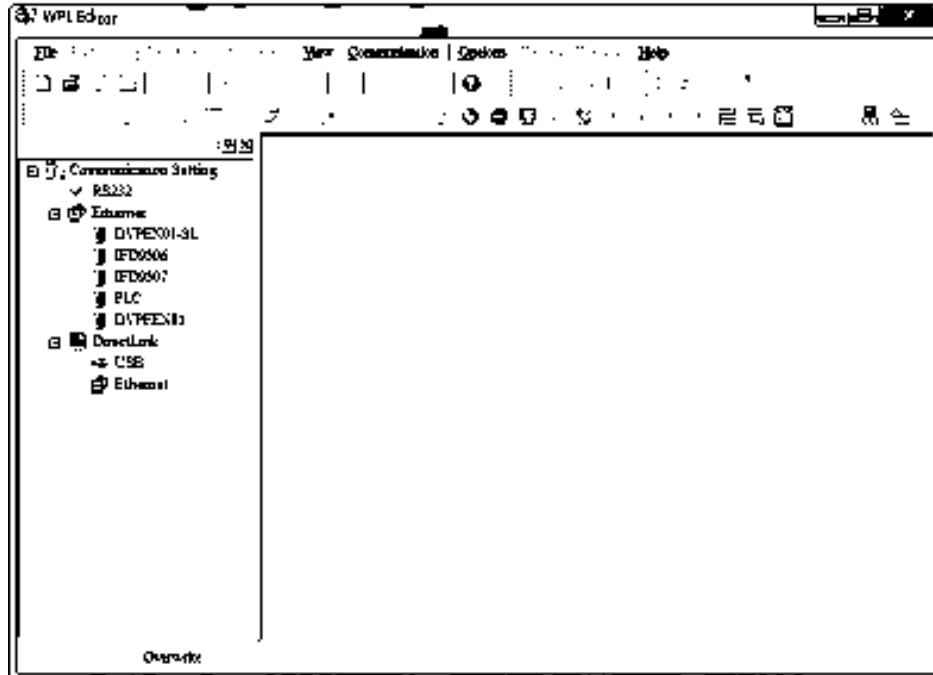 WPL Editor
File View Communication Options Help
Communication Setting
RS232
Ethernet
DVPEN01-SL
IFD9506
IFD9507
PLC
DVPFEN01
DirectLink
USB
Ethernet
Overwrite